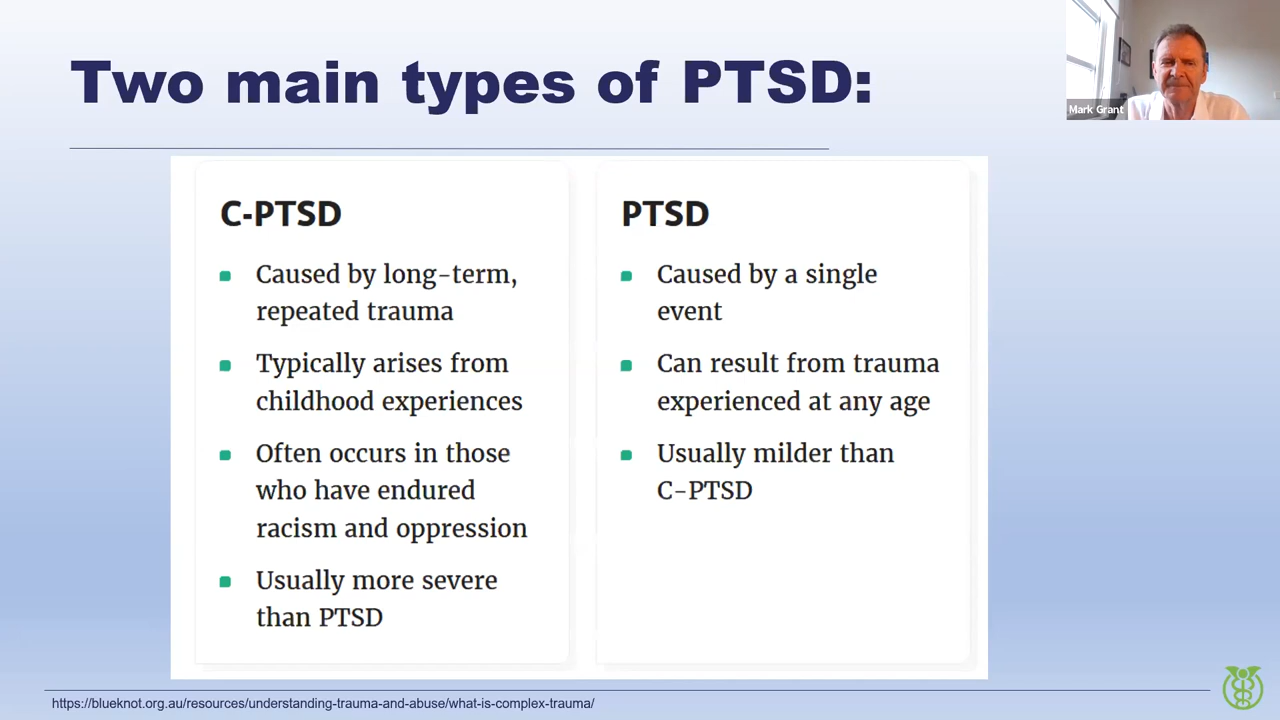 Two main types of PTSD:
Mark Grant
C-PTSD
Caused by long-term,
repeated trauma
Typically arises from
childhood experiences
Often occurs in those
who have endured
racism and oppression
Usually more severe
than PTSD
PTSD
Caused by a single
event
Can result from trauma
experienced at any age
Usually milder than
C-PTSD
https://blueknot.org.au/resources/understanding-trauma-and-abuse/what-is-complex-trauma/